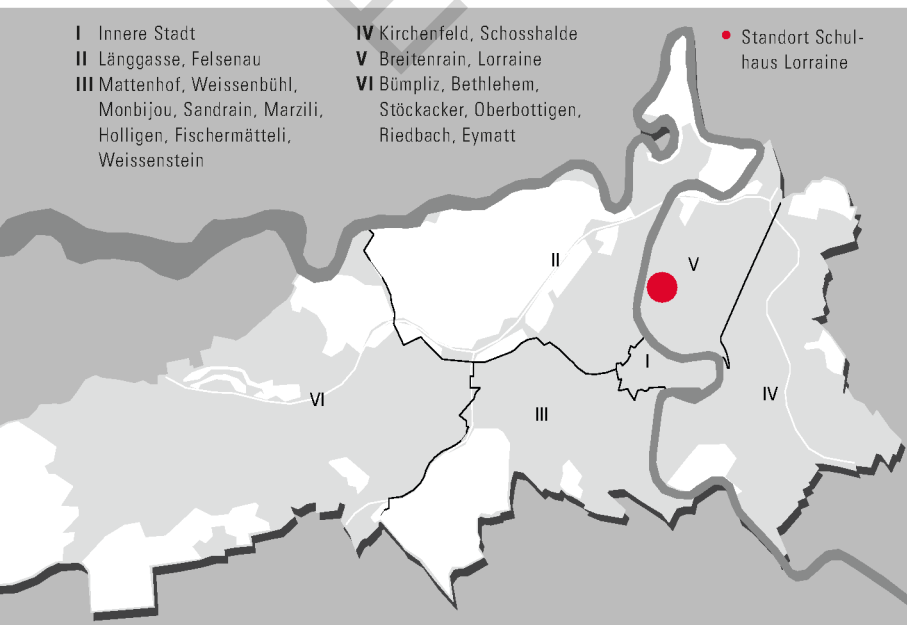 I Innere Stadt
II Länggasse, Felsenau
III Mattenhof, Weissenbühl,
Monbijou, Sandrain, Marzili,
Holligen, Fischermätteli,
Weissenstein
IV Kirchenfeld, Schosshalde
V Breitenrain, Lorraine
VI Bümpliz, Bethlehem,
Stöckacker, Oberbottigen,
Riedbach, Eymatt
Standort Schul-
haus Lorraine
II
V
I
VI
IV
III